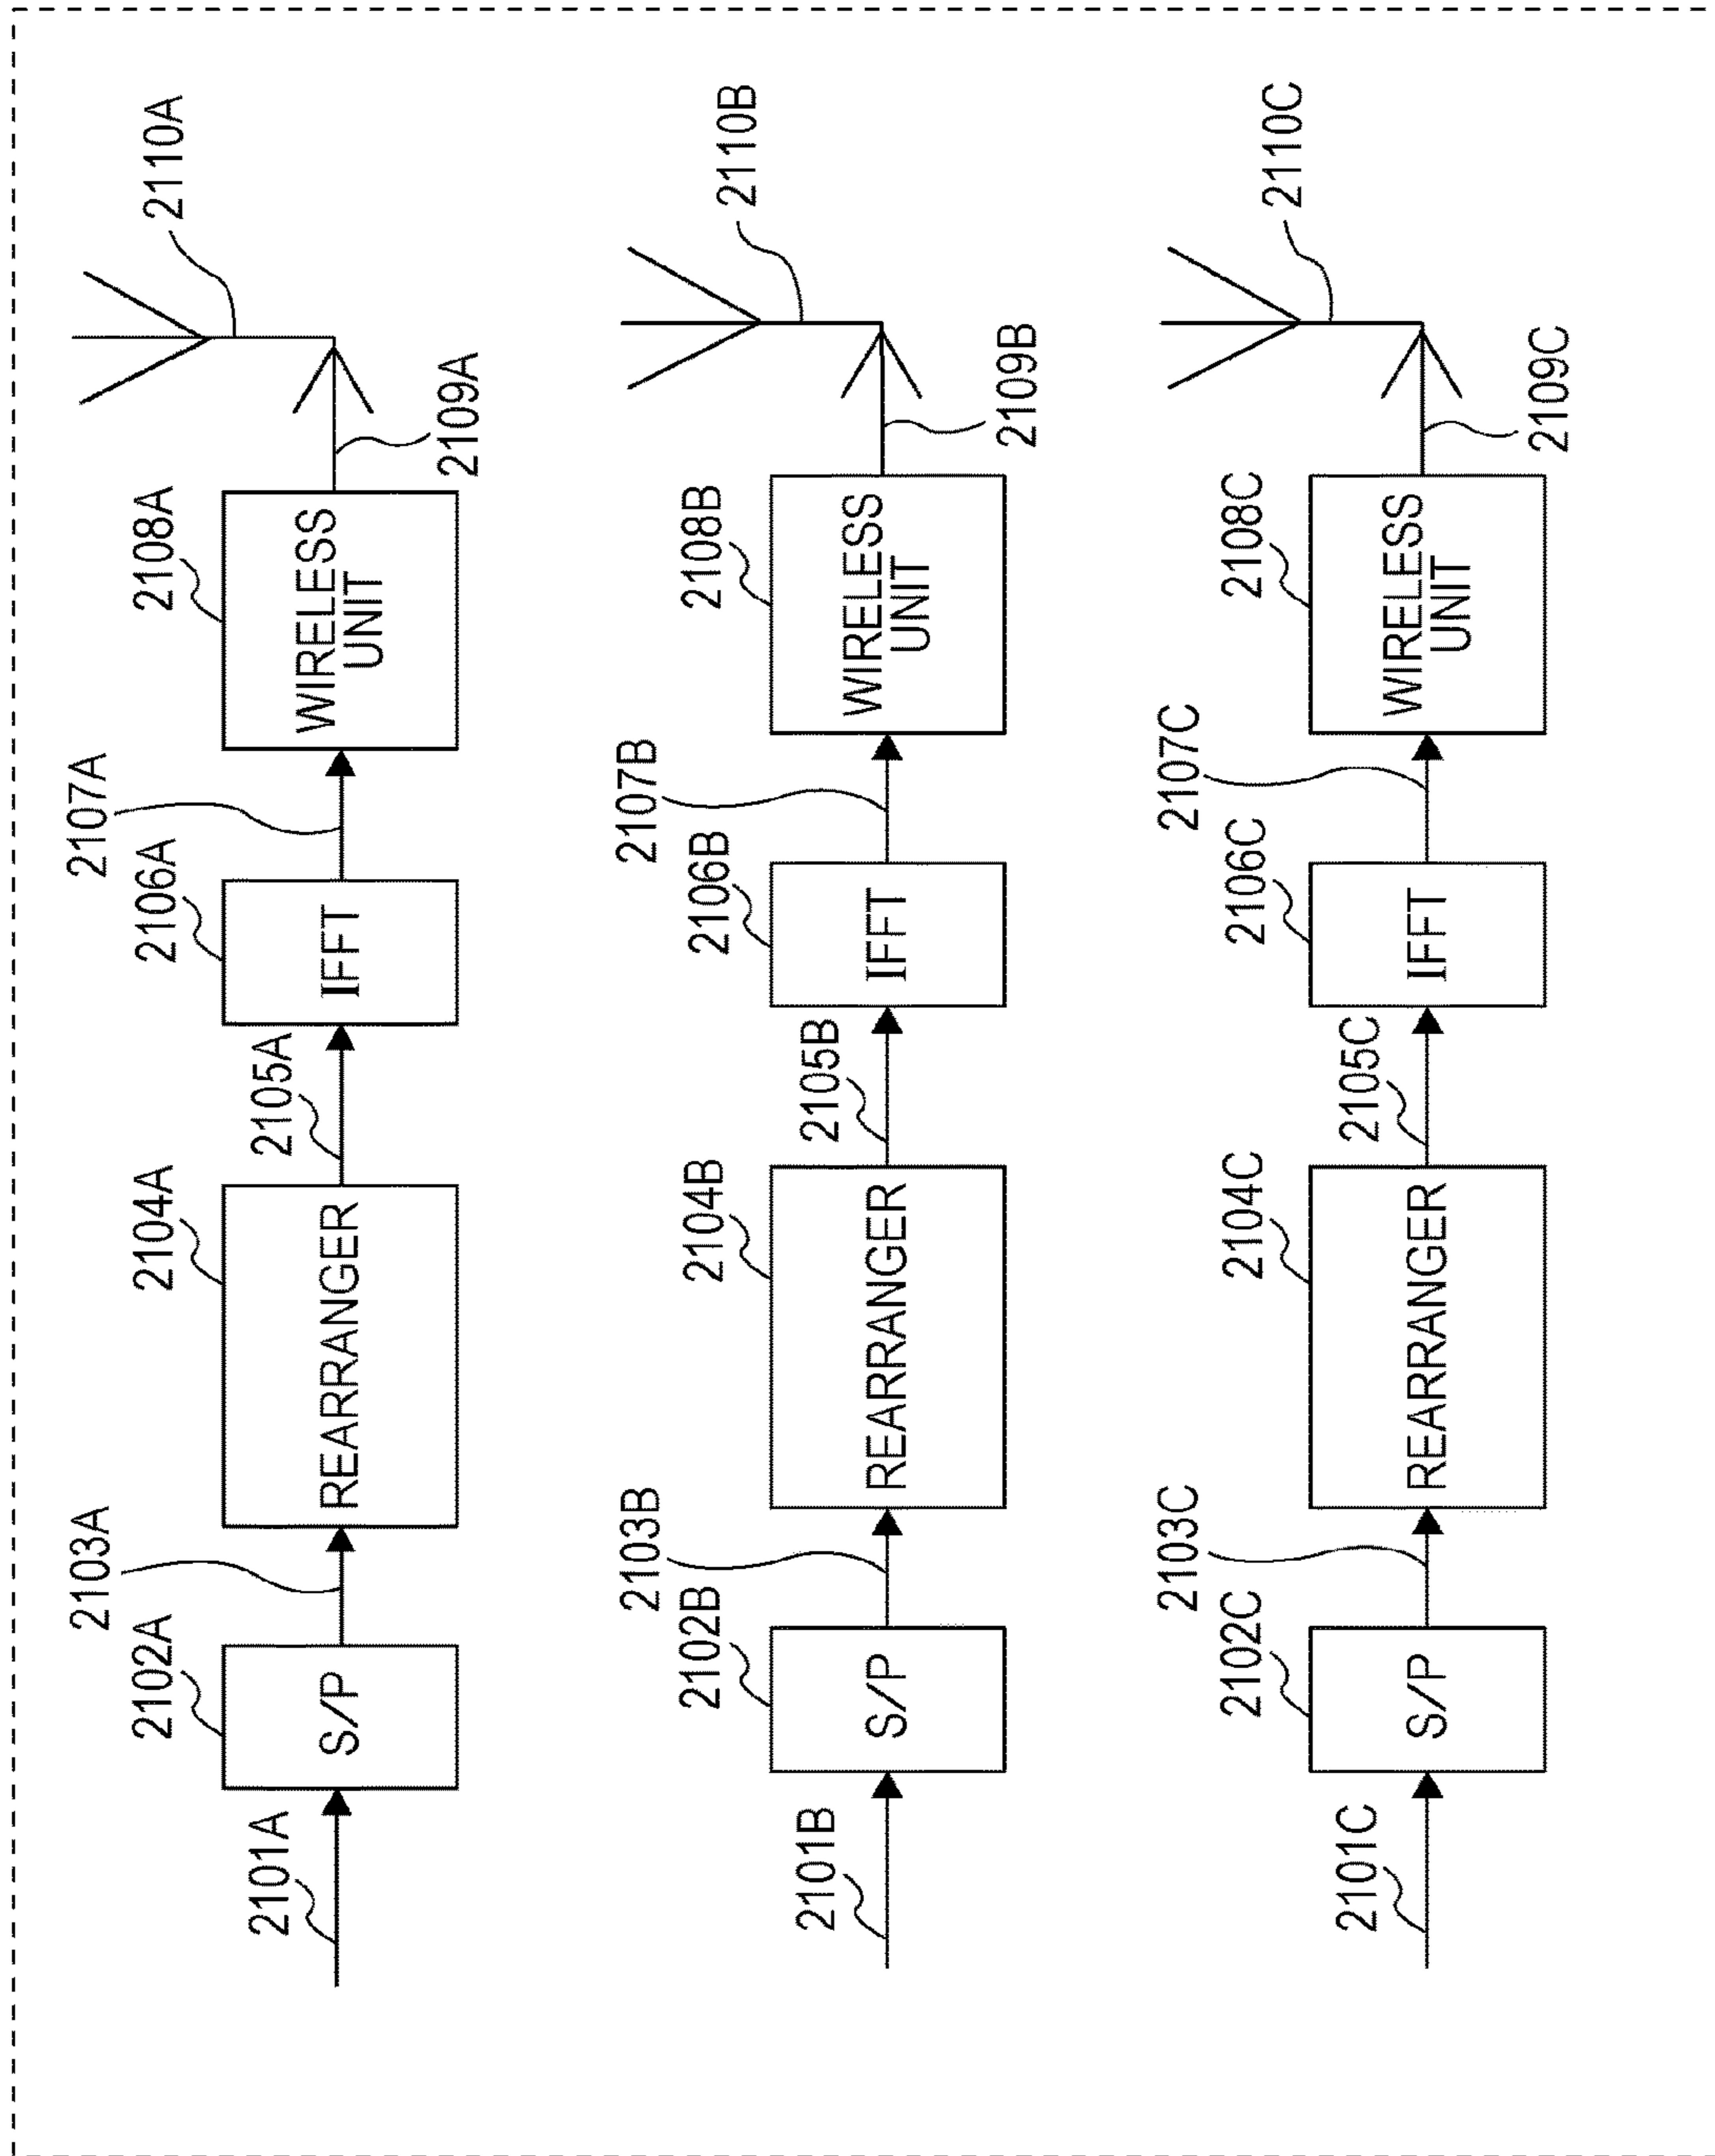 2101A
2102A
S/P
2103A
2104A
REARRANGER
2105A
2106A
IFFT
2107A
2108A
WIRELESS
UNIT
2109A
2110A
2101B
2102B
S/P
2103B
2104B
REARRANGER
2105B
2106B
IFFT
2107B
2108B
WIRELESS
UNIT
2109B
2110B
2101C
2102C
S/P
2103C
2104C
REARRANGER
2105C
2106C
IFFT
2107C
2108C
WIRELESS
UNIT
2109C
2110C